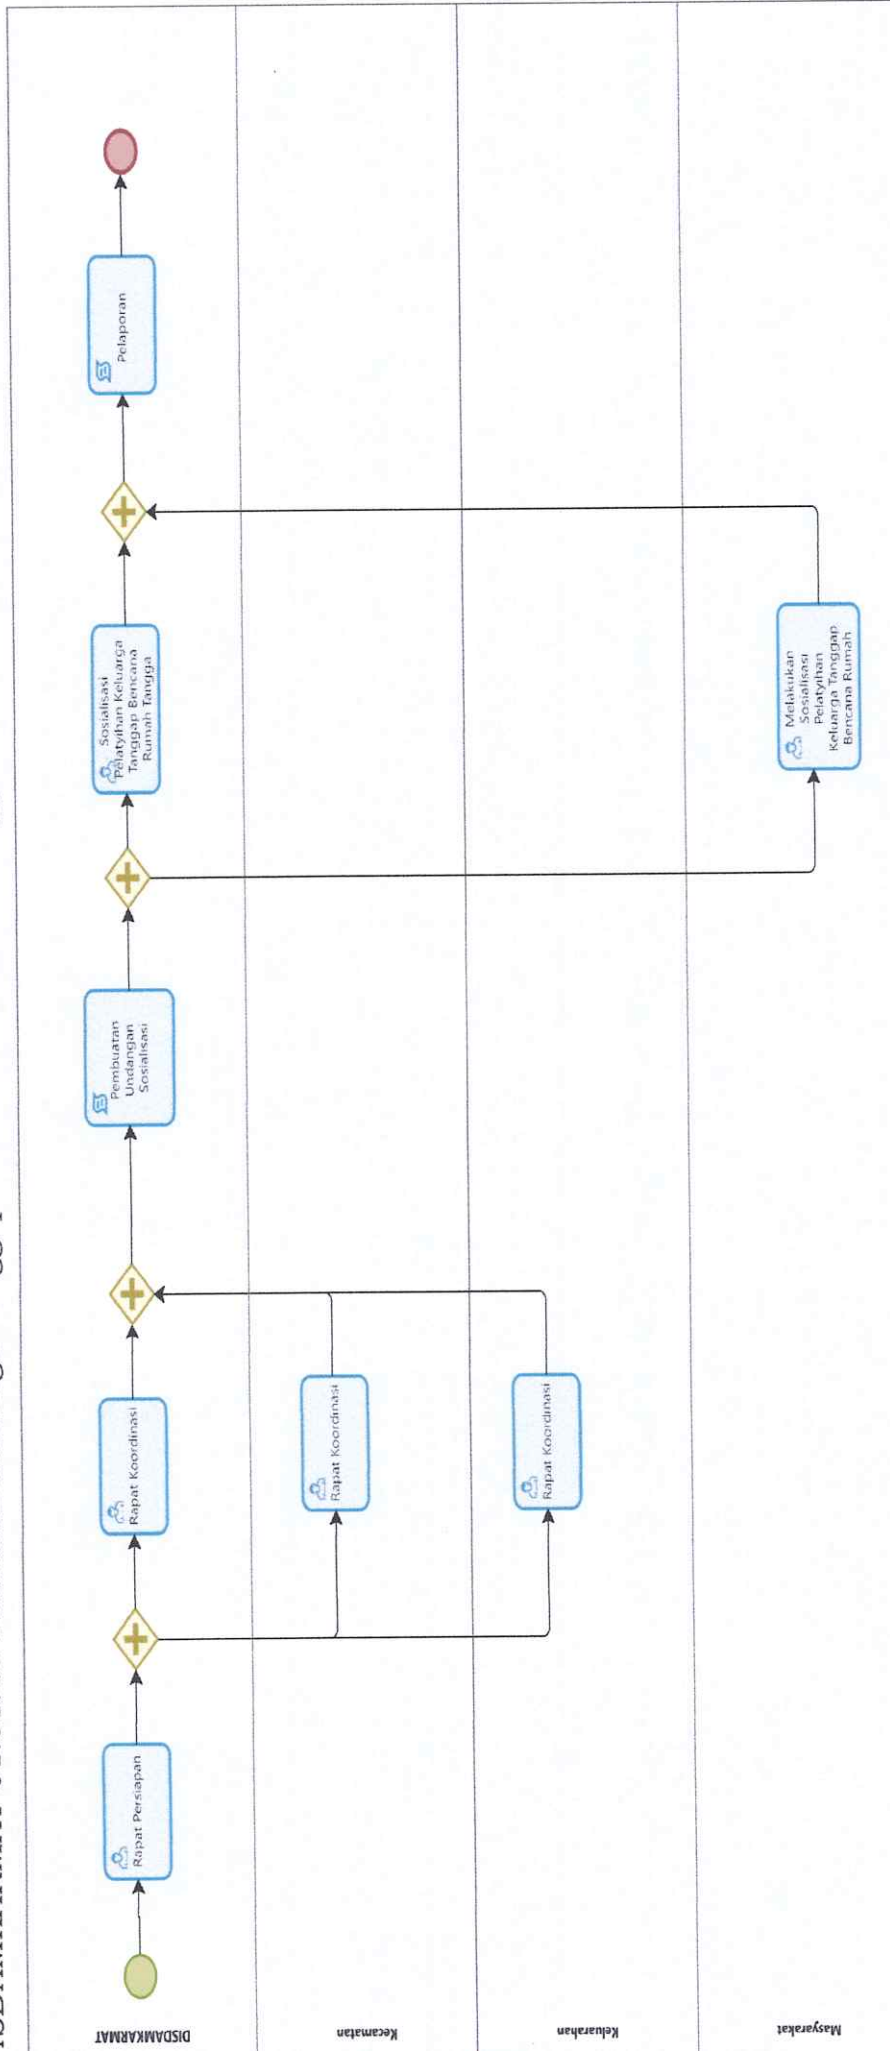 DISDAMKARMAT
Rapat Persiapan
Rapat Koordinasi
Pembuatan
Undangan
Sosialisasi
Sosialisasi
Pelatyihan Keluarga
Tanggap Bencana
Rumah Tangga
Pelaporan
Kecamatan
Rapat Koordinasi
Keluarahan
Rapat Koordinasi
Masyarakat
Melakukan
Sosialisasi
Pelatyihan
Keluarga Tanggap
Bencana Rumah